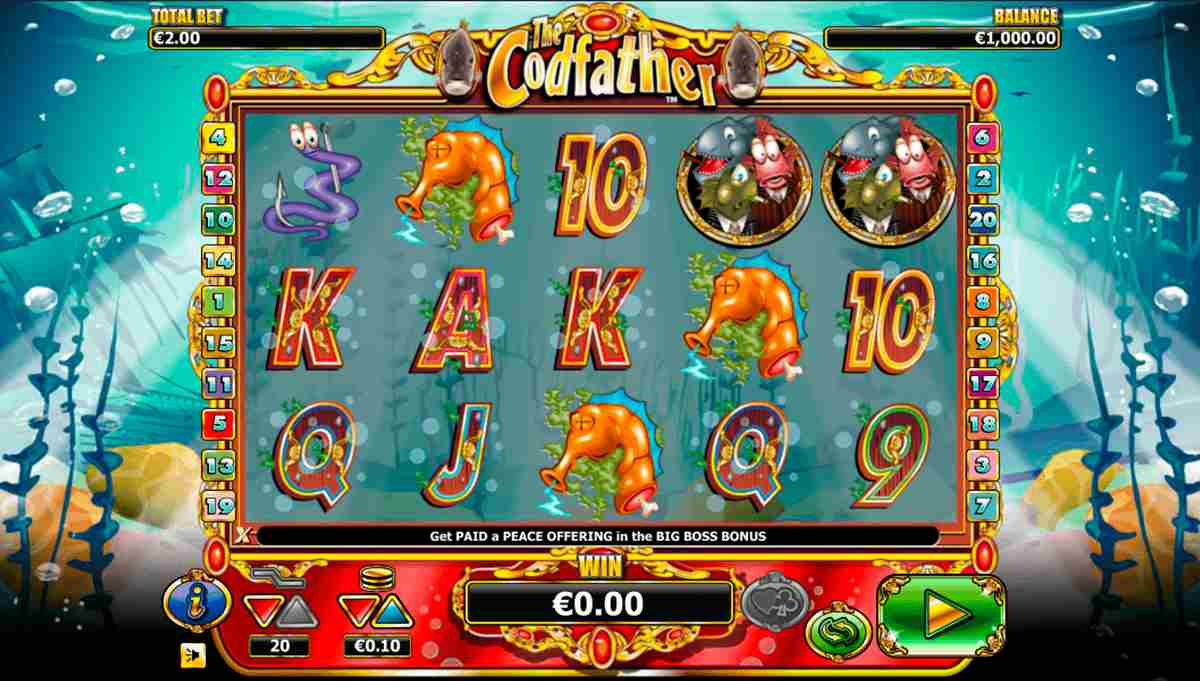 TOTAL BET
€2.00
The
Codfather
TM
BALANCE
€1,000.00
4
12
10
14
1
15
11
5
13
19
10
K
A
K
10
Q
J
Q
9
6
2
20
16
8
9
17
18
3
7
X
Get PAID a PEACE OFFERING in the BIG BOSS BONUS
WIN
€0.00
i
20
€0.10